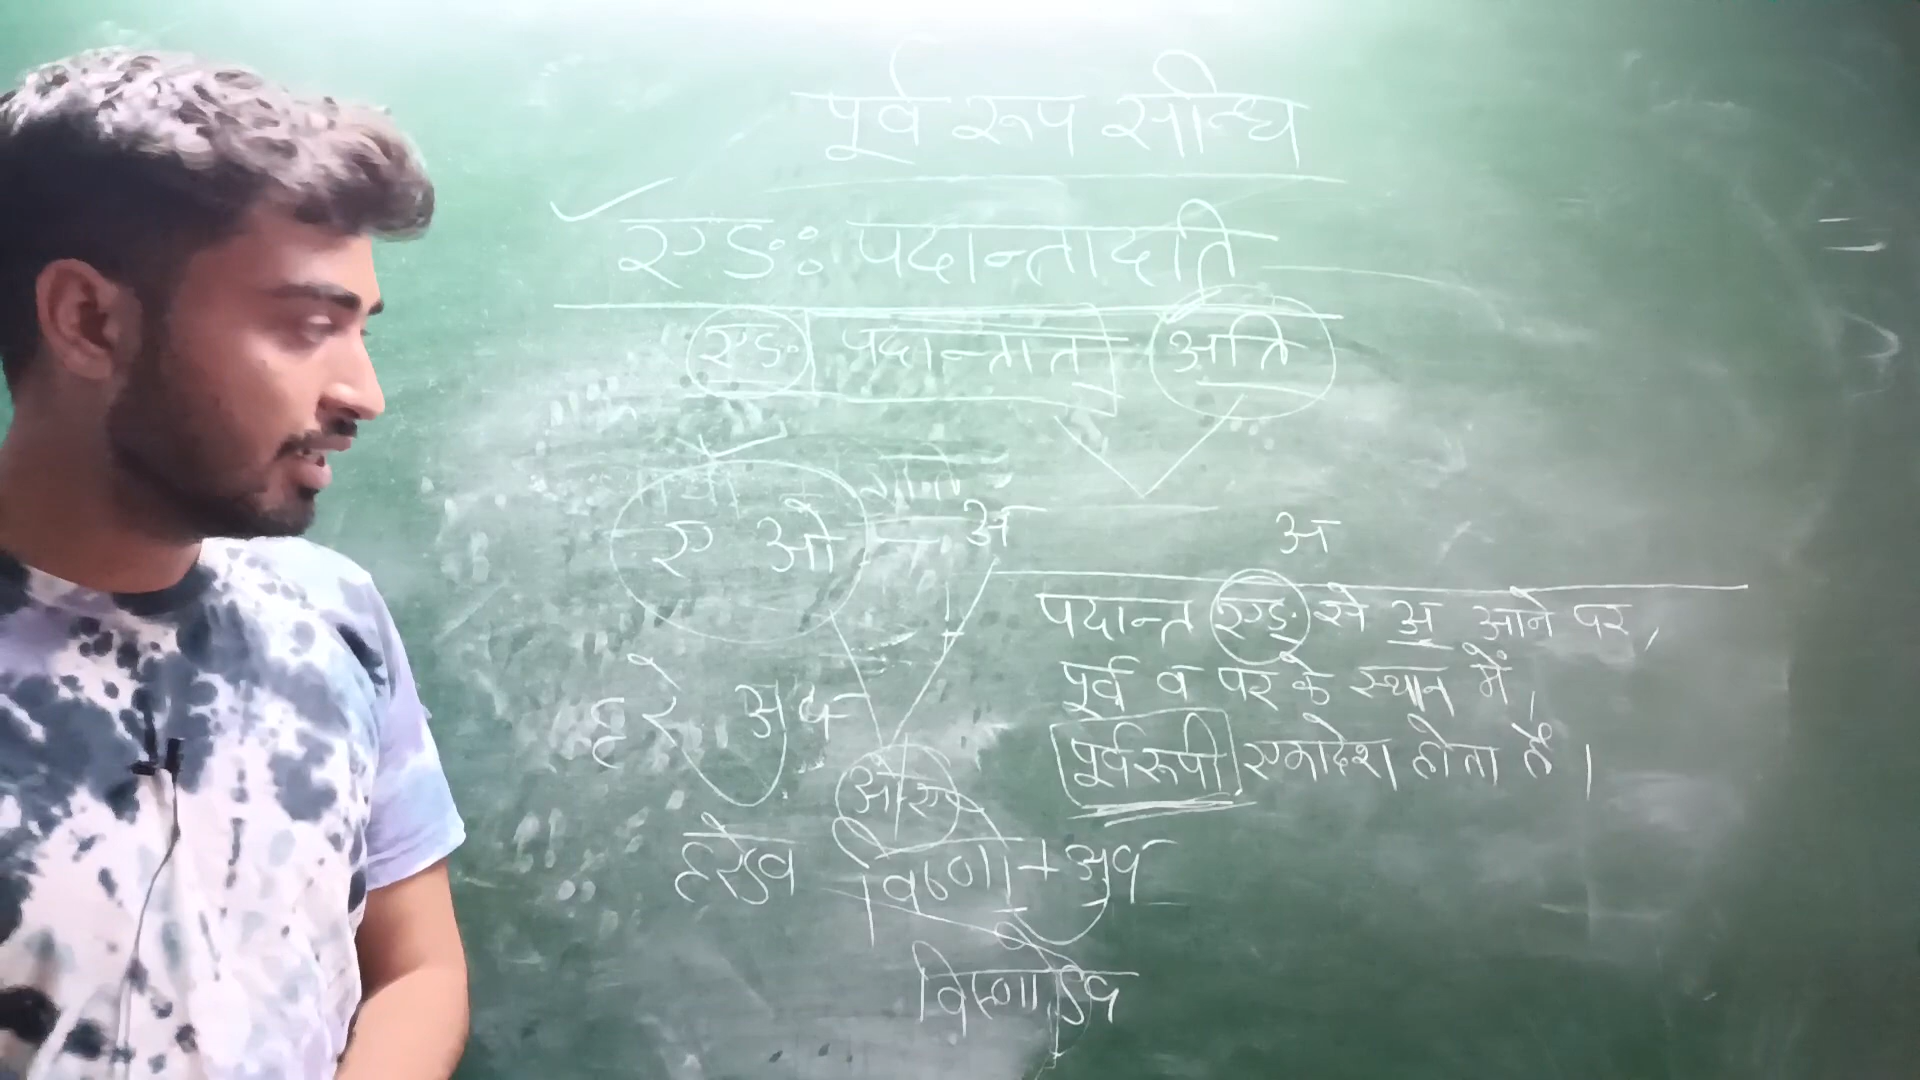 पूर्व रूप सन्धि
एङः पदान्तादति
एङः पदान्तात् अति
ए ओ अ अ
पदान्त एङ् से अ आने पर,
पूर्व व पर के स्थान में,
पूर्वरूपी एकादेश होता है।
हरे अव
हरेऽव विष्णो + अव
विष्णोऽव